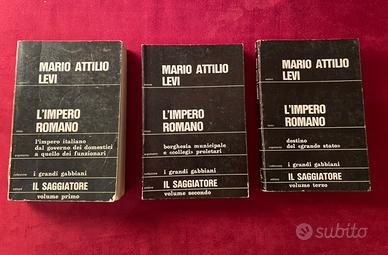 MARIO ATTILIO
LEVI
L'IMPERO
ROMANO
l'impero italiano
dal governo dei domestici
a quello dei funzionari
i grandi gabbiani
IL SAGGIATORE
volume primo
MARIO ATTILIO
LEVI
L'IMPERO
ROMANO
borghesia municipale
e «collegi» proletari
i grandi gabbiani
IL SAGGIATORE
volume secondo
MARIO ATTILIO
LEVI
L'IMPERO
ROMANO
destino
del «grande stato»
i grandi gabbiani
IL SAGGIATORE
volume terzo
subito